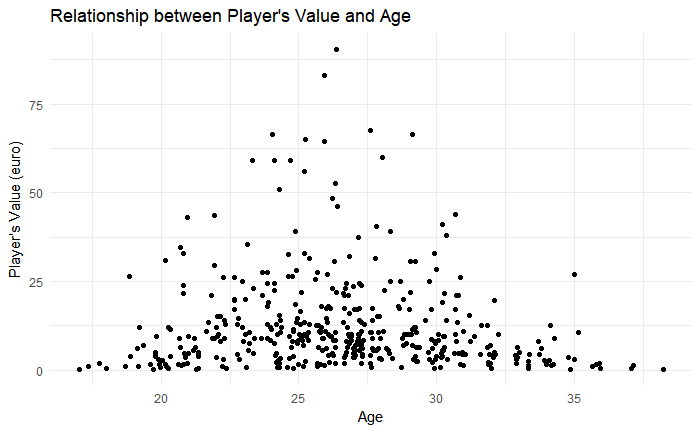 Relationship between Player's Value and Age
Player's Value (euro)
75
50
25
0
20
25
30
35
Age